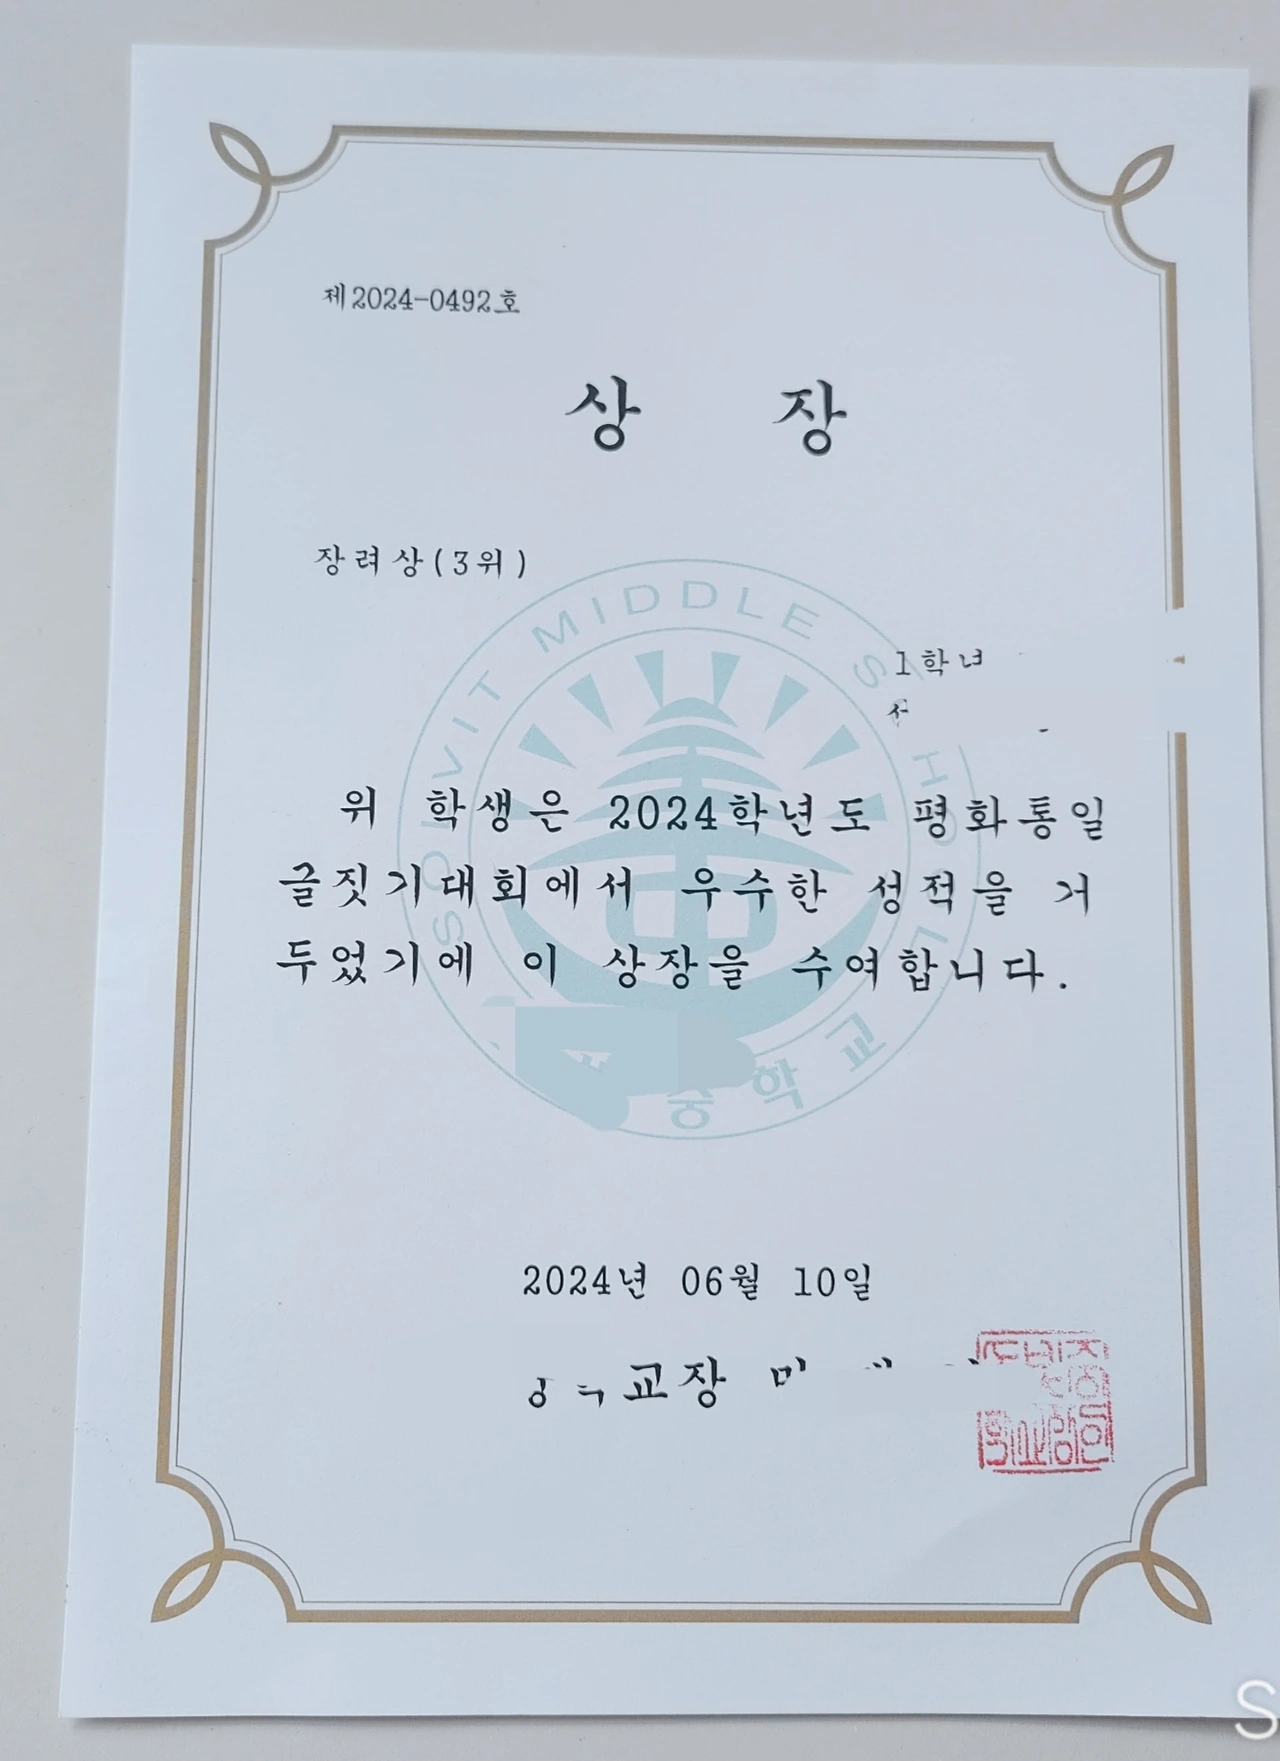 제2024-0492호
상 장
장려상(3위)
1학년
위 학생은 2024학년도 평화통일
글짓기대회에서 우수한 성적을 거
두었기에 이 상장을 수여합니다.
SOLVIT MIDDLE
중학교
2024년 06월 10일
교장